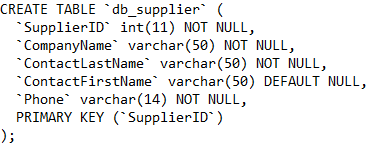 CREATE TABLE `db_supplier` (
  `SupplierID` int(11) NOT NULL,
  `CompanyName` varchar(50) NOT NULL,
  `ContactLastName` varchar(50) NOT NULL,
  `ContactFirstName` varchar(50) DEFAULT NULL,
  `Phone` varchar(14) NOT NULL,
  PRIMARY KEY (`SupplierID`)
);